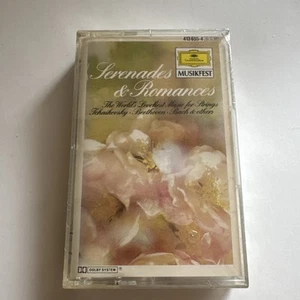 MUSIKFEST
Serenades
& Romances
The World's Loveliest Music for Strings
Tchaikovsky • Beethoven • Bach & others
DOLBY SYSTEM